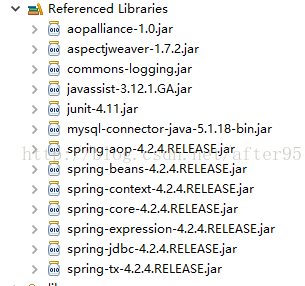 Referenced Libraries
aopalliance-1.0.jar
aspectjweaver-1.7.2.jar
commons-logging.jar
javassist-3.12.1.GA.jar
junit-4.11.jar
mysql-connector-java-5.1.18-bin.jar
spring-aop-4.2.4.RELEASE.jar
http://blog.csdn.net/after95
spring-beans-4.2.4.RELEASE.jar
spring-context-4.2.4.RELEASE.jar
spring-core-4.2.4.RELEASE.jar
spring-expression-4.2.4.RELEASE.jar
spring-jdbc-4.2.4.RELEASE.jar
spring-tx-4.2.4.RELEASE.jar